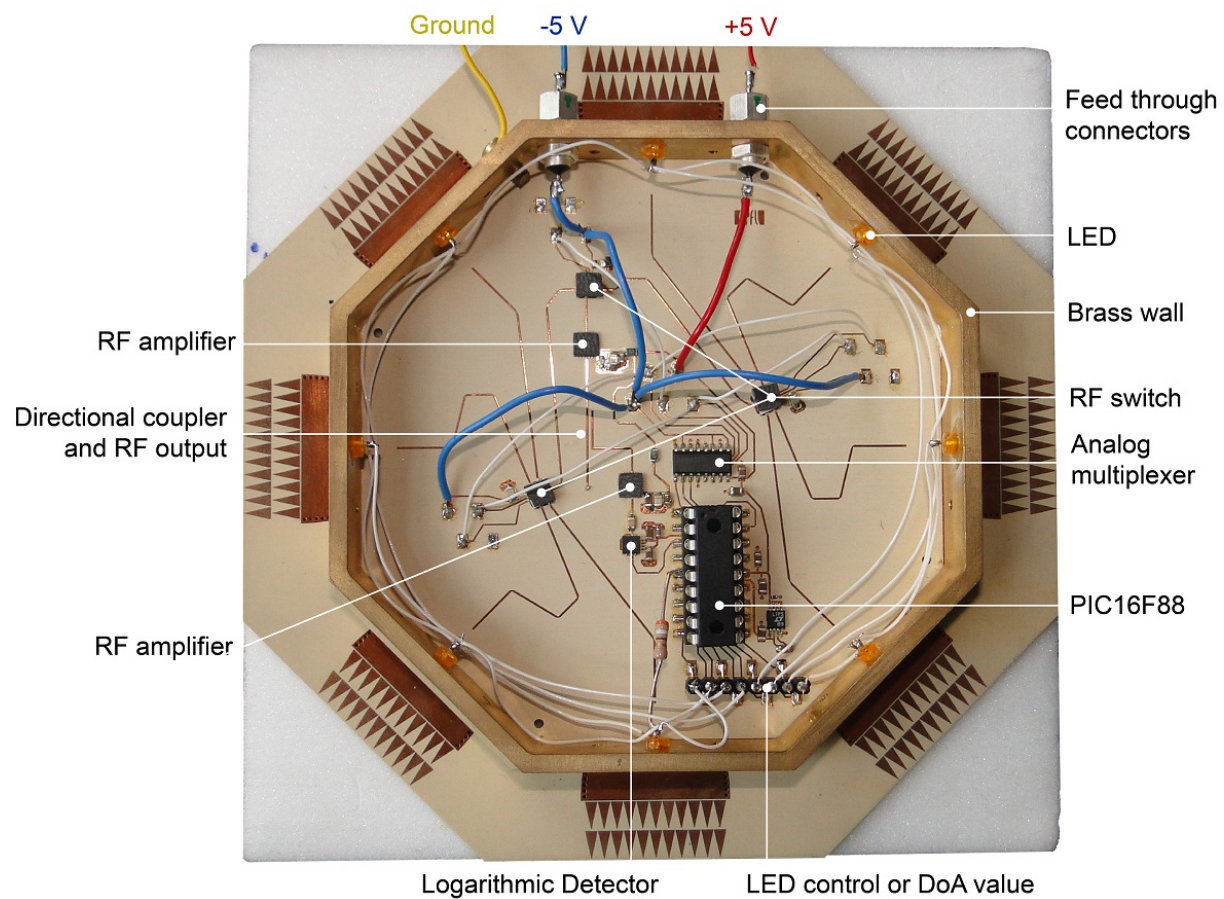 Ground
-5 V
+5 V
Feed through
connectors
LED
Brass wall
RF amplifier
Directional coupler
and RF output
RF switch
Analog
multiplexer
PIC16F88
RF amplifier
Logarithmic Detector
LED control or DoA value